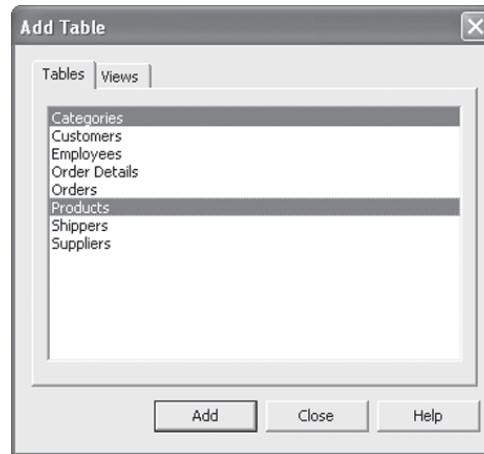 Add Table
Tables Views
Categories
Customers
Employees
Order Details
Orders
Products
Shippers
Suppliers
Add Close Help